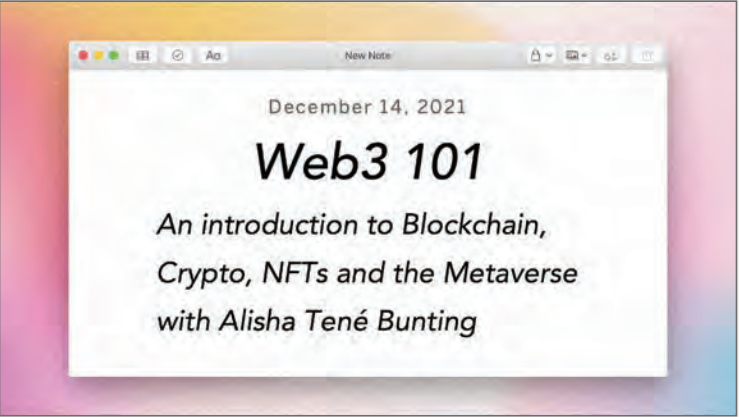 Aa
New Note
December 14, 2021
Web3 101
An introduction to Blockchain,
Crypto, NFTs and the Metaverse
with Alisha Tené Bunting